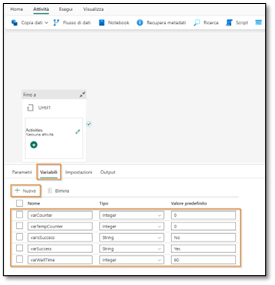 Home Attività Esegui Visualizza
Copia dati Flusso di dati Notebook Recupera metadati Ricerca Script
Fino a
Until1
Activities
Nessuna attività
Parametri Variabili Impostazioni Output
Nuovo Elimina
Nome Tipo Valore predefinito
varCounter Integer 0
varTempCounter Integer 0
varIsSuccess String No
varSuccess String Yes
varWaitTime Integer 60